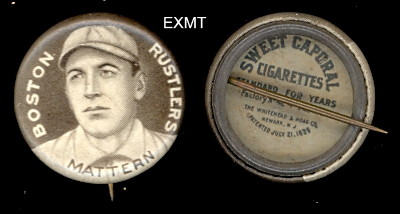 EXMT
BOSTON
RUSTLERS
MATTERN
SWEET CAPORAL
CIGARETTES
STANDARD FOR YEARS
Factory
THE WHITEHEAD & HOAG CO.
NEWARK, N.J.
PATENTED JULY 21, 1896